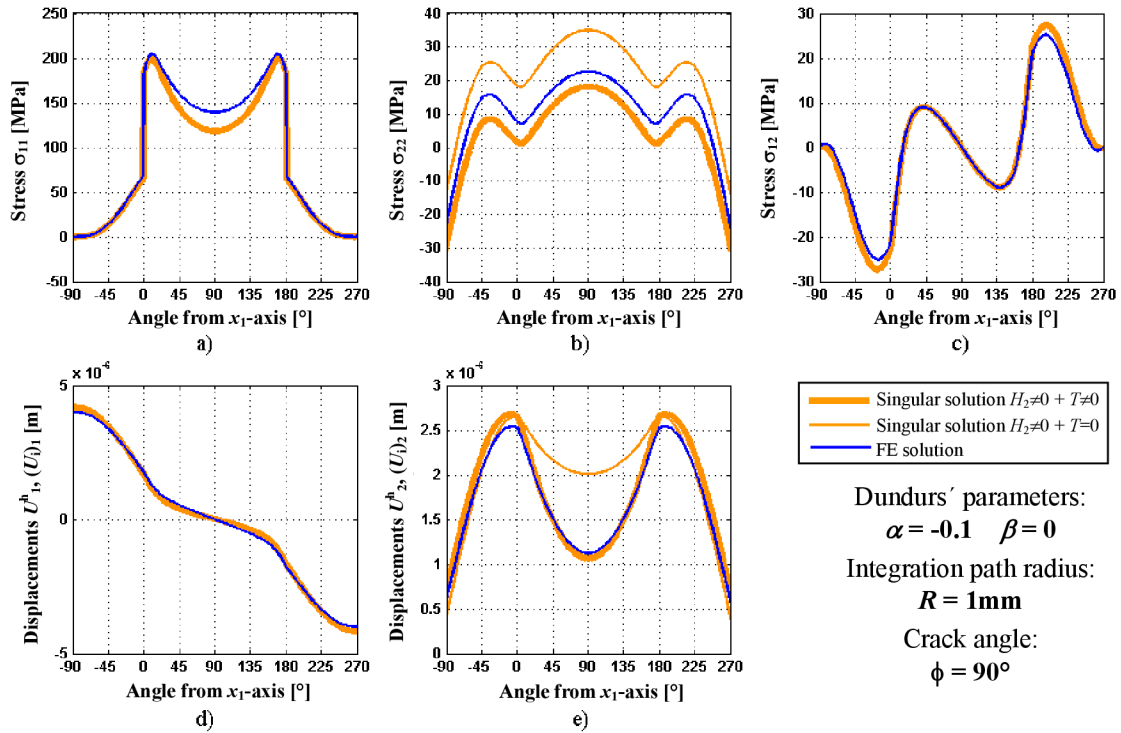 250
200
150
100
50
0
-50
-90 -45 0 45 90 135 180 225 270
Stress σ11 [MPa]
Angle from x1-axis [°]
a)
40
30
20
10
0
-10
-20
-30
-40
-90 -45 0 45 90 135 180 225 270
Stress σ22 [MPa]
Angle from x1-axis [°]
b)
30
20
10
0
-10
-20
-30
-90 -45 0 45 90 135 180 225 270
Stress σ12 [MPa]
Angle from x1-axis [°]
c)
5
x 10⁻⁶
0
-5
-90 -45 0 45 90 135 180 225 270
Displacements Uʰ1, (Ui)1 [m]
Angle from x1-axis [°]
d)
3
x 10⁻⁶
2.6
2.1
1.6
1
0.5
0
-90 -45 0 45 90 135 180 225 270
Displacements Uʰ2, (Ui)2 [m]
Angle from x1-axis [°]
e)
Singular solution H2≠0 + T≠0
Singular solution H2≠0 + T=0
FE solution
Dundurs´ parameters:
α = -0.1 β = 0
Integration path radius:
R = 1mm
Crack angle:
ϕ = 90°